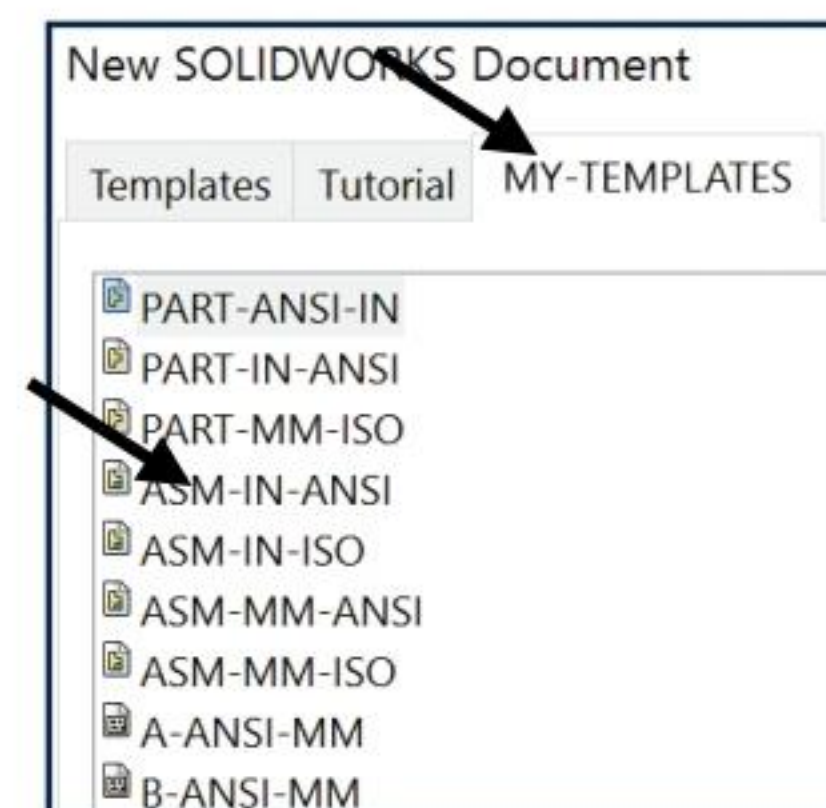 New SOLIDWORKS Document
Templates Tutorial MY-TEMPLATES
PART-ANSI-IN
PART-IN-ANSI
PART-MM-ISO
ASM-IN-ANSI
ASM-IN-ISO
ASM-MM-ANSI
ASM-MM-ISO
A-ANSI-MM
B-ANSI-MM